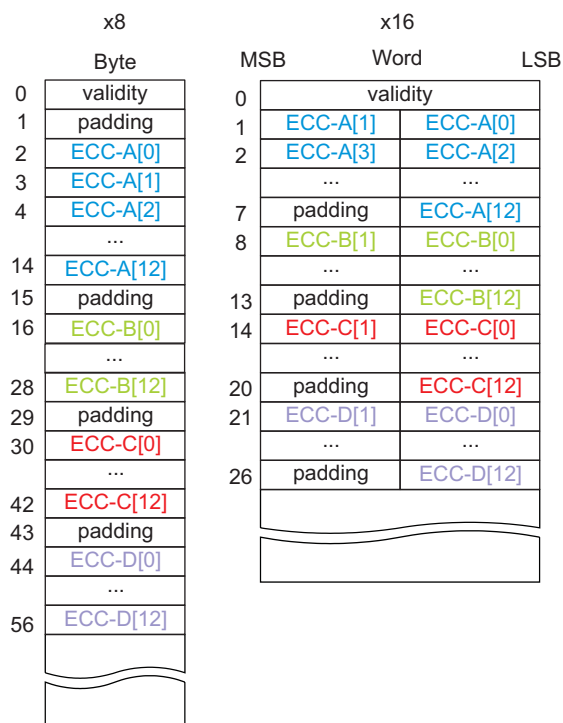 x8
Byte
0 validity
1 padding
2 ECC-A[0]
3 ECC-A[1]
4 ECC-A[2]
...
14 ECC-A[12]
15 padding
16 ECC-B[0]
...
28 ECC-B[12]
29 padding
30 ECC-C[0]
...
42 ECC-C[12]
43 padding
44 ECC-D[0]
...
56 ECC-D[12]
x16
MSB Word LSB
0 validity
1 ECC-A[1] ECC-A[0]
2 ECC-A[3] ECC-A[2]
... ...
7 padding ECC-A[12]
8 ECC-B[1] ECC-B[0]
... ...
13 padding ECC-B[12]
14 ECC-C[1] ECC-C[0]
... ...
20 padding ECC-C[12]
21 ECC-D[1] ECC-D[0]
... ...
26 padding ECC-D[12]